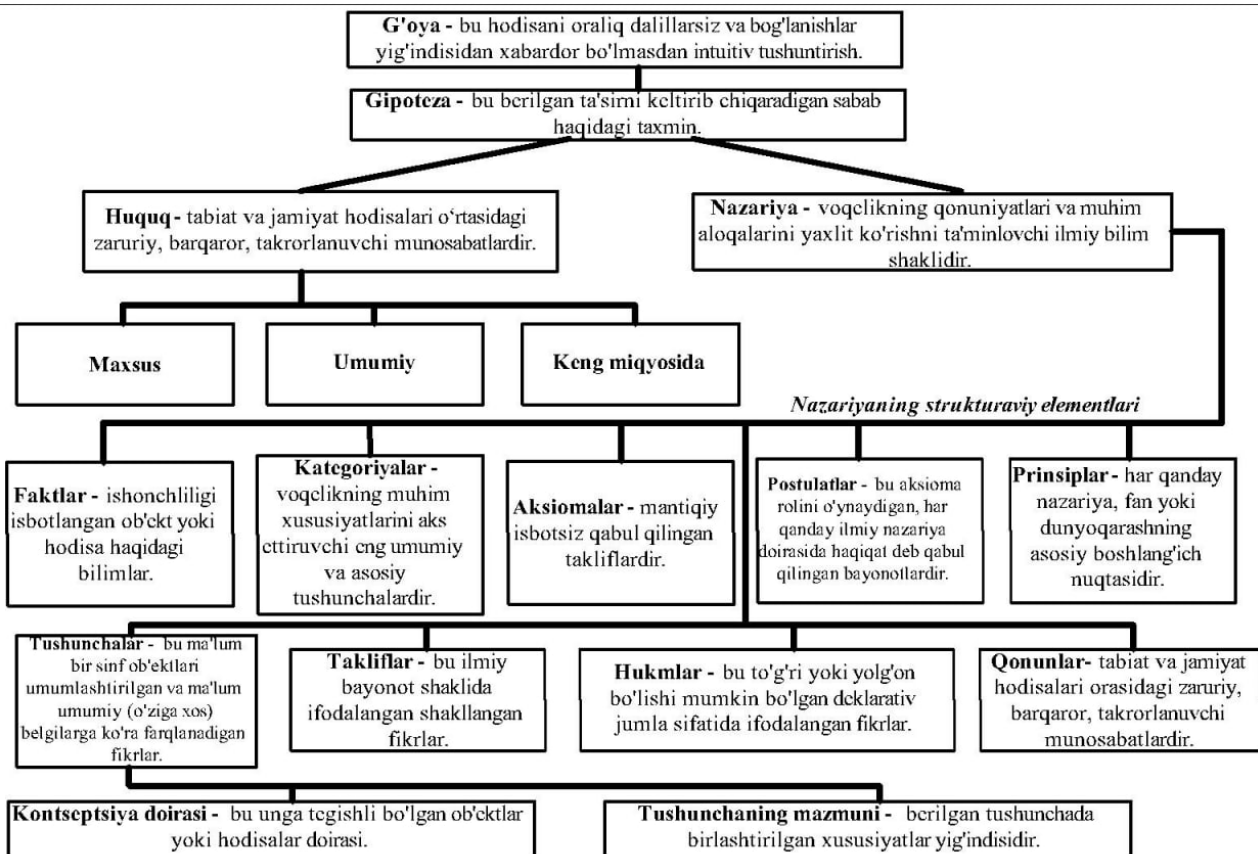 G'oya - bu hodisani oraliq dalillarsiz va bog'lanishlar
yig'indisidan xabardor bo'lmasdan intuitiv tushuntirish.
Gipoteza - bu berilgan ta'sirni keltirib chiqaradigan sabab
haqidagi taxmin.
Huquq - tabiat va jamiyat hodisalari o‘rtasidagi
zaruriy, barqaror, takrorlanuvchi munosabatlardir.
Nazariya - voqelikning qonuniyatlari va muhim
aloqalarini yaxlit ko'rishni ta'minlovchi ilmiy bilim
shaklidir.
Maxsus
Umumiy
Keng miqyosida
Nazariyaning strukturaviy elementlari
Faktlar - ishonchliligi
isbotlangan ob'ekt yoki
hodisa haqidagi
bilimlar.
Kategoriyalar -
voqelikning muhim
xususiyatlarini aks
ettiruvchi eng umumiy
va asosiy
tushunchalardir.
Aksiomalar - mantiqiy
isbotsiz qabul qilingan
takliflardir.
Postulatlar - bu aksioma
rolini o'ynaydigan, har
qanday ilmiy nazariya
doirasida haqiqat deb qabul
qilingan bayonotlardir.
Prinsiplar - har qanday
nazariya, fan yoki
dunyoqarashning
asosiy boshlang'ich
nuqtasidir.
Tushunchalar - bu ma'lum
bir sinf ob'ektlari
umumlashtirilgan va ma'lum
umumiy (o'ziga xos)
belgilarga ko'ra farqlanadigan
fikrlar.
Takliflar - bu ilmiy
bayonot shaklida
ifodalangan shakllangan
fikrlar.
Hukmlar - bu to'g'ri yoki yolg'on
bo'lishi mumkin bo'lgan deklarativ
jumla sifatida ifodalangan fikrlar.
Qonunlar- tabiat va jamiyat
hodisalari orasidagi zaruriy,
barqaror, takrorlanuvchi
munosabatlardir.
Kontseptsiya doirasi - bu unga tegishli bo'lgan ob'ektlar
yoki hodisalar doirasi.
Tushunchaning mazmuni - berilgan tushunchada
birlashtirilgan xususiyatlar yig'indisidir.